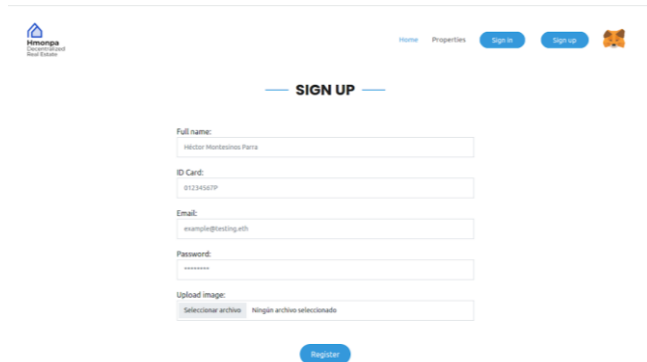 Hmonpa
Decentralized
Real Estate
Home Properties Sign in Sign up
SIGN UP
Full name:
Héctor Montesinos Parra
ID Card:
01234567P
Email:
example@testing.eth
Password:
********
Upload image:
Seleccionar archivo Ningún archivo seleccionado
Register